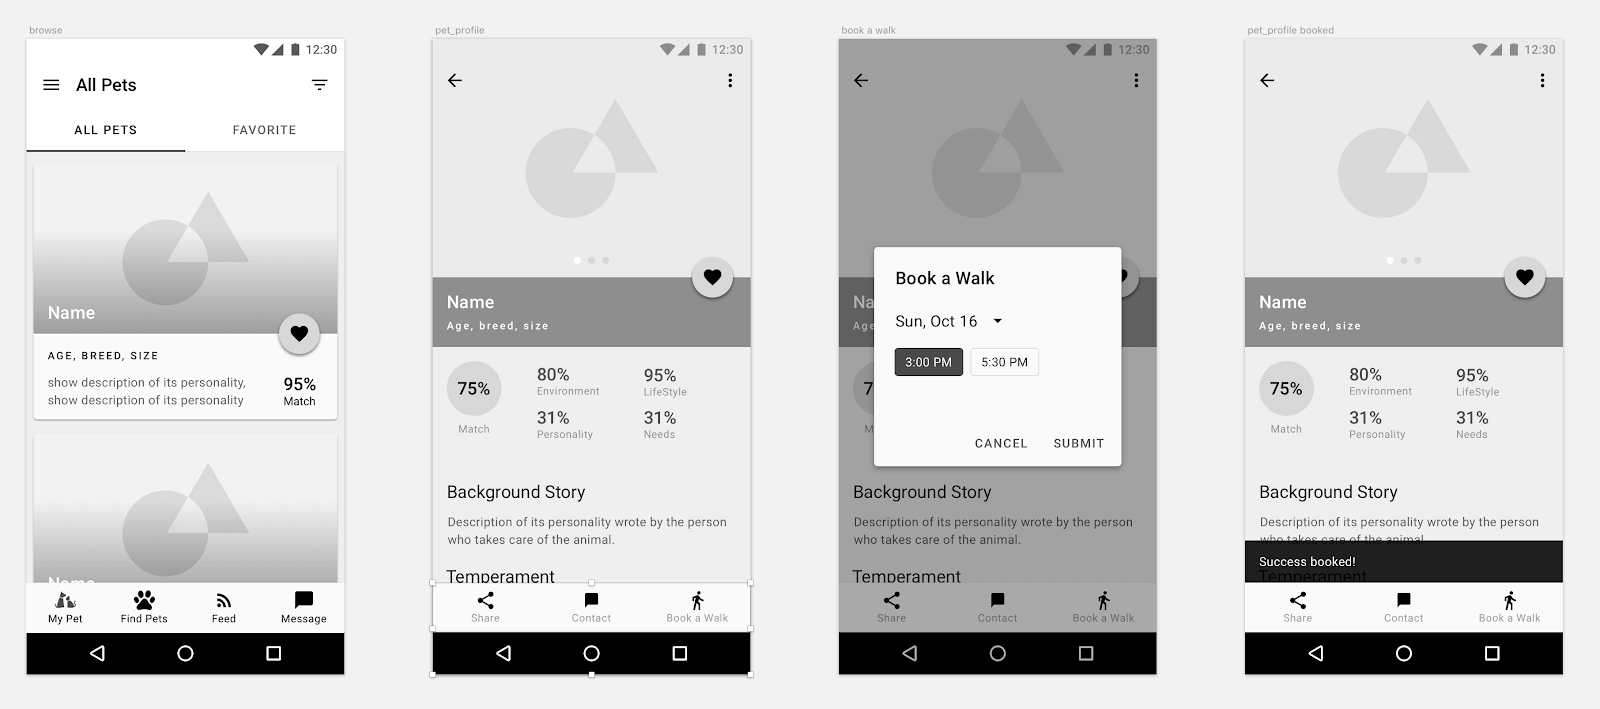 browse
12:30
All Pets
ALL PETS
FAVORITE
Name
AGE, BREED, SIZE
show description of its personality,
show description of its personality
95%
Match
Name
My Pet
Find Pets
Feed
Message
pet_profile
12:30
Name
Age, breed, size
75%
Match
80%
Environment
95%
LifeStyle
31%
Personality
31%
Needs
Background Story
Description of its personality wrote by the person
who takes care of the animal.
Temperament
Share
Contact
Book a Walk
book a walk
12:30
Na
Ag
Book a Walk
Sun, Oct 16
3:00 PM
5:30 PM
CANCEL
SUBMIT
7
M
Background Story
Description of its personality wrote by the person
who takes care of the animal.
Temperament
Share
Contact
Book a Walk
pet_profile booked
12:30
Name
Age, breed, size
75%
Match
80%
Environment
95%
LifeStyle
31%
Personality
31%
Needs
Background Story
Description of its personality wrote by the person
who takes care of the animal.
Success booked!
Temperament
Share
Contact
Book a Walk